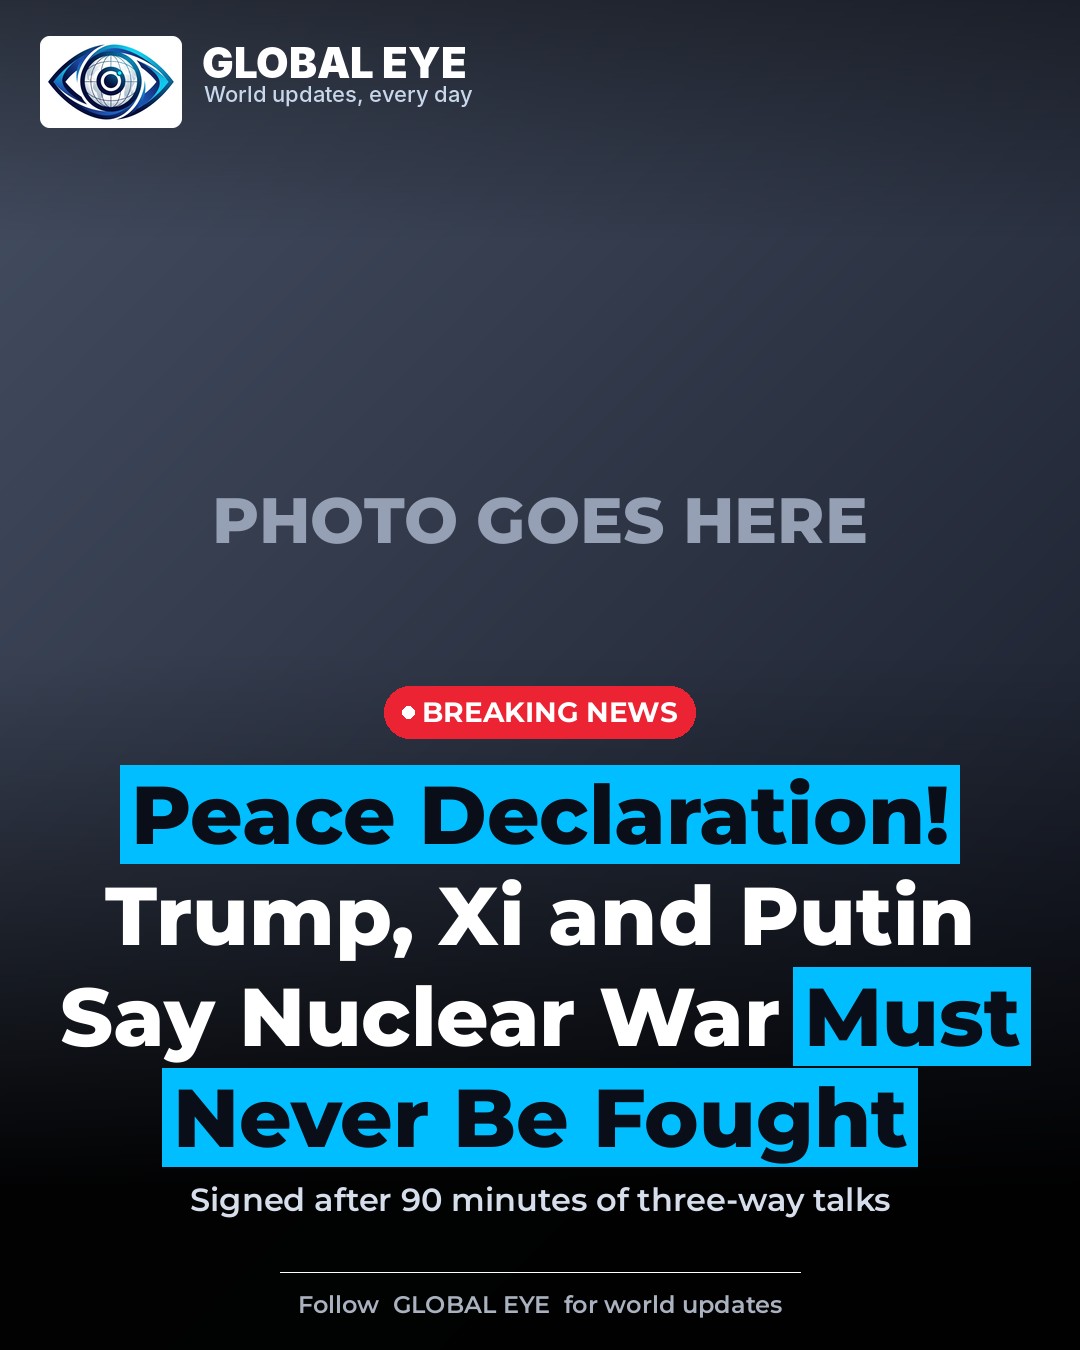 GLOBAL EYE
World updates, every day
PHOTO GOES HERE
BREAKING NEWS
Peace Declaration!
Trump, Xi and Putin
Say Nuclear War Must
Never Be Fought
Signed after 90 minutes of three-way talks
Follow GLOBAL EYE for world updates